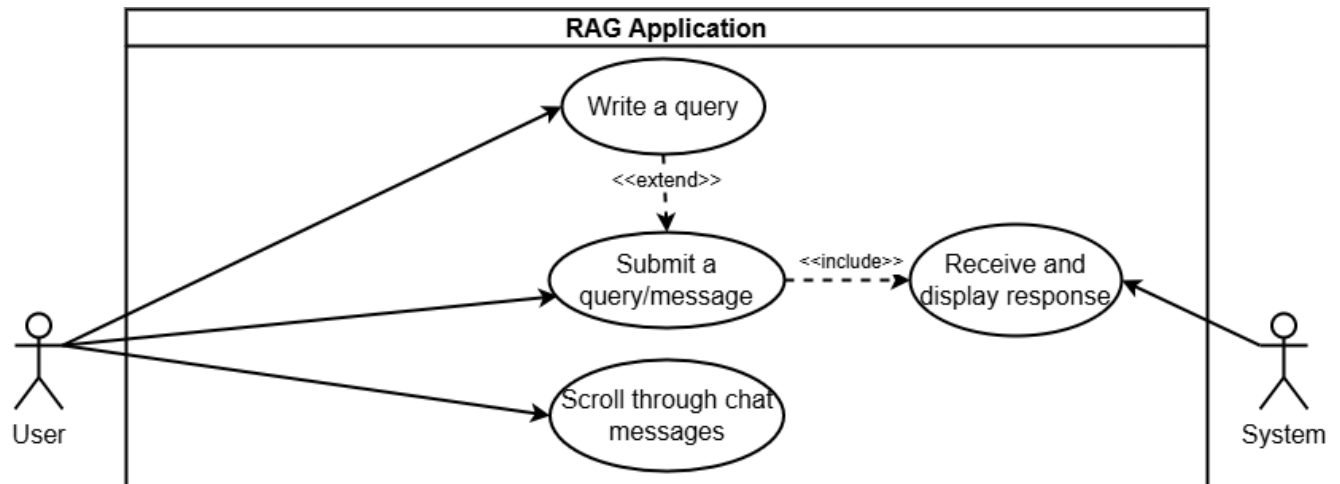 RAG Application
Write a query
<<extend>>
Submit a
query/message
<<include>>
Receive and
display response
Scroll through chat
messages
User
System